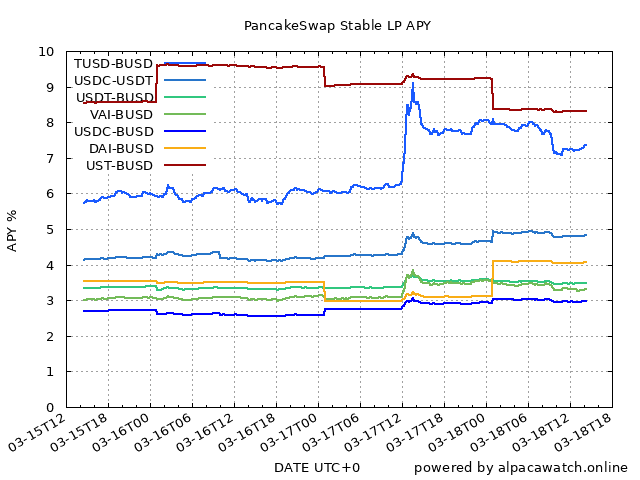 PancakeSwap Stable LP APY
10
9
8
7
6
5
4
3
2
1
0
APY %
TUSD-BUSD
USDC-USDT
USDT-BUSD
VAI-BUSD
USDC-BUSD
DAI-BUSD
UST-BUSD
03-15T12
03-15T18
03-16T00
03-16T06
03-16T12
03-16T18
03-17T00
03-17T06
03-17T12
03-17T18
03-18T00
03-18T06
03-18T12
03-18T18
DATE UTC+0
powered by alpacawatch.online